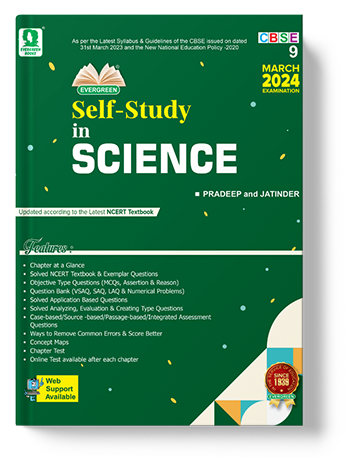 EVERGREEN
As per the Latest Syllabus & Guidelines of the CBSE issued on dated
31st March 2023 and the New National Education Policy -2020
CBSE
9
MARCH
2024
EXAMINATION
EVERGREEN
Self-Study
in
SCIENCE
PRADEEP and JATINDER
Updated according to the Latest NCERT Textbook
Features :
• Chapter at a Glance
• Solved NCERT Textbook & Exemplar Questions
• Objective Type Questions (MCQs, Assertion & Reason)
• Question Bank (VSAQ, SAQ, LAQ & Numerical Problems)
• Solved Application Based Questions
• Solved Analyzing, Evaluation & Creating Type Questions
• Case-based/Source -based/Passage-based/Integrated Assessment
Questions
• Ways to Remove Common Errors & Score Better
• Concept Maps
• Chapter Test
• Online Test available after each chapter
Web
Support
Available
SINCE
1939
EVERGREEN